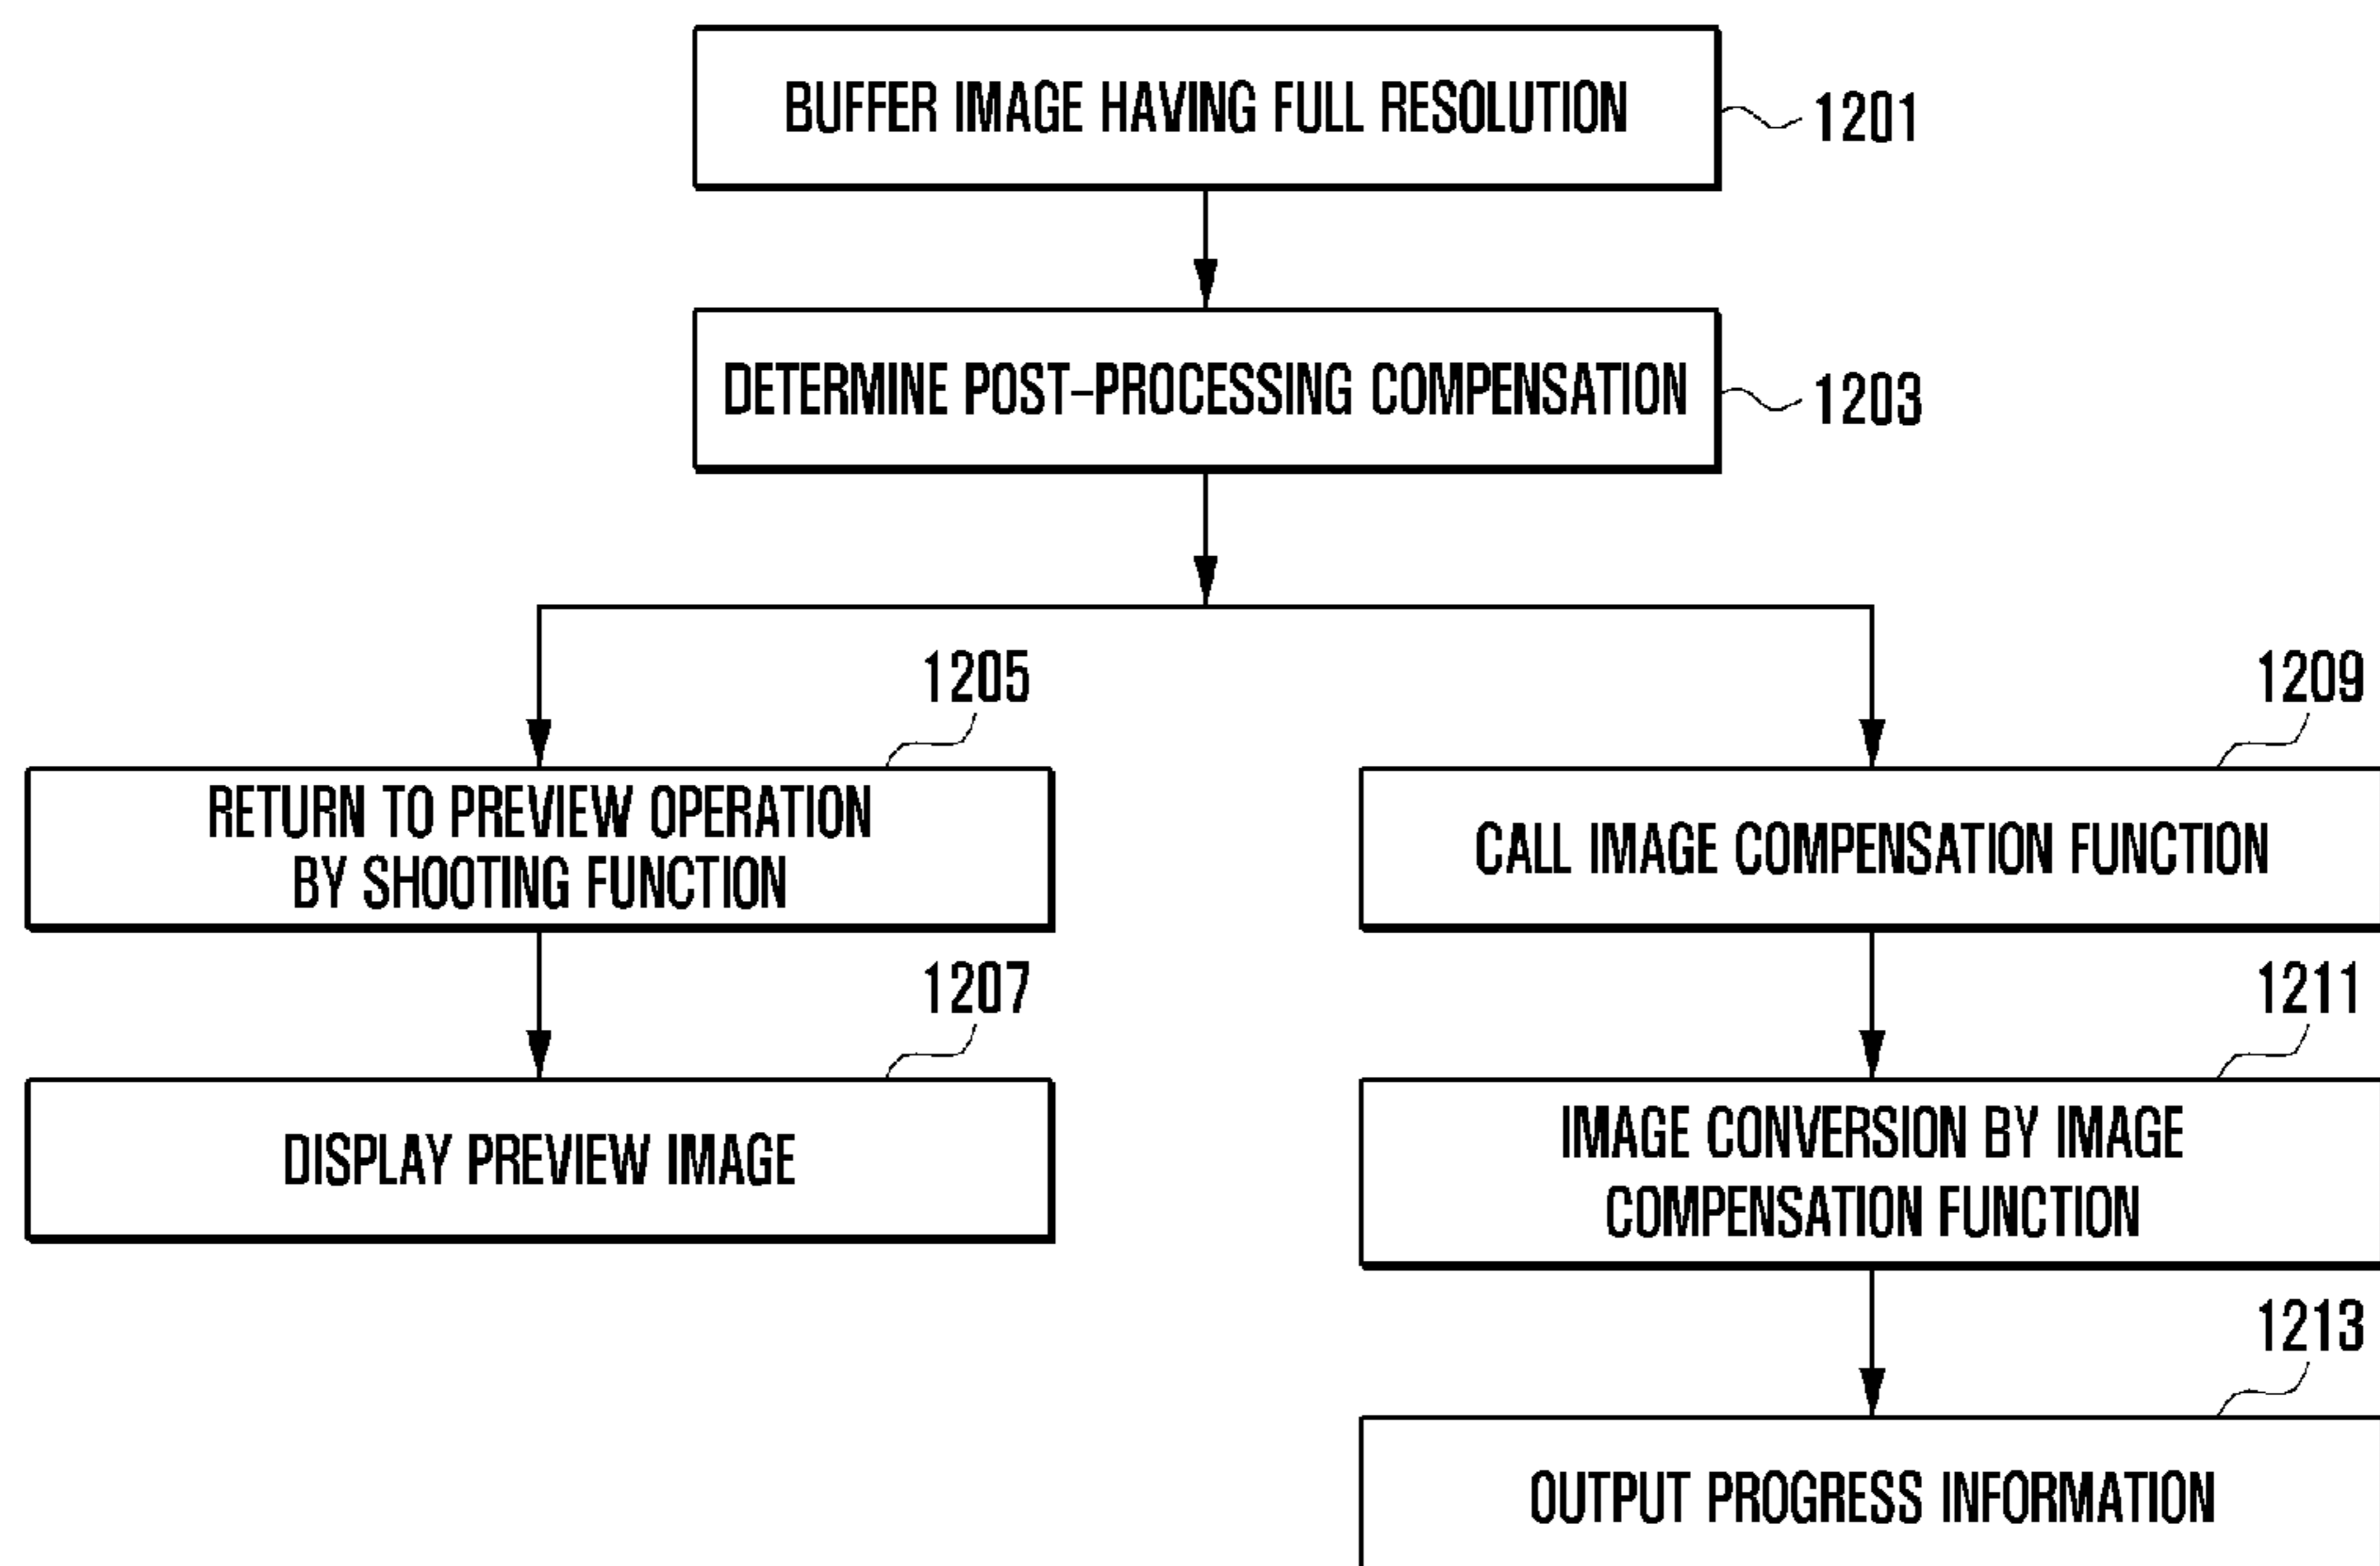 BUFFER IMAGE HAVING FULL RESOLUTION
1201
DETERMINE POST-PROCESSING COMPENSATION
1203
1205
RETURN TO PREVIEW OPERATION
BY SHOOTING FUNCTION
1207
DISPLAY PREVIEW IMAGE
1209
CALL IMAGE COMPENSATION FUNCTION
1211
IMAGE CONVERSION BY IMAGE
COMPENSATION FUNCTION
1213
OUTPUT PROGRESS INFORMATION